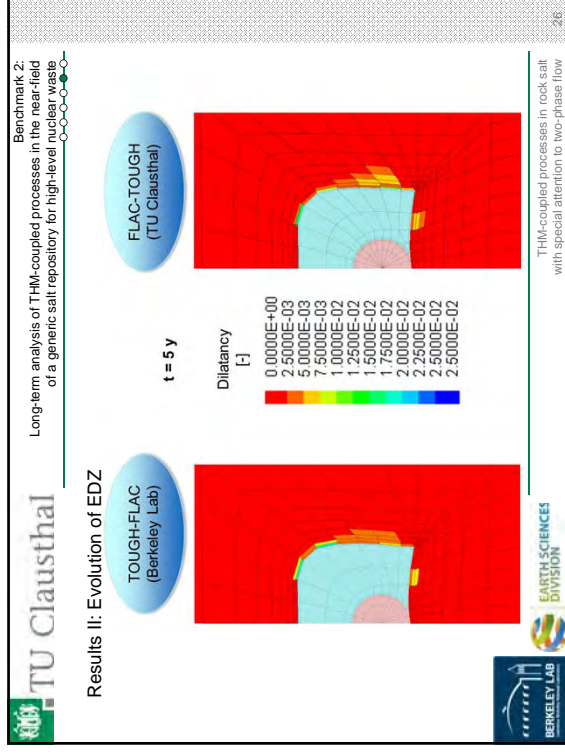 TU Clausthal
Benchmark 2:
Long-term analysis of THM-coupled processes in the near-field
of a generic salt repository for high-level nuclear waste
Results II: Evolution of EDZ
TOUGH-FLAC
(Berkeley Lab)
t = 5 y
Dilatancy
[-]
0.0000E+00
2.5000E-03
5.0000E-03
7.5000E-03
1.0000E-02
1.2500E-02
1.5000E-02
1.7500E-02
2.0000E-02
2.2500E-02
2.5000E-02
2.5000E-02
FLAC-TOUGH
(TU Clausthal)
BERKELEY LAB
EARTH SCIENCES
DIVISION
THM-coupled processes in rock salt
with special attention to two-phase flow
26